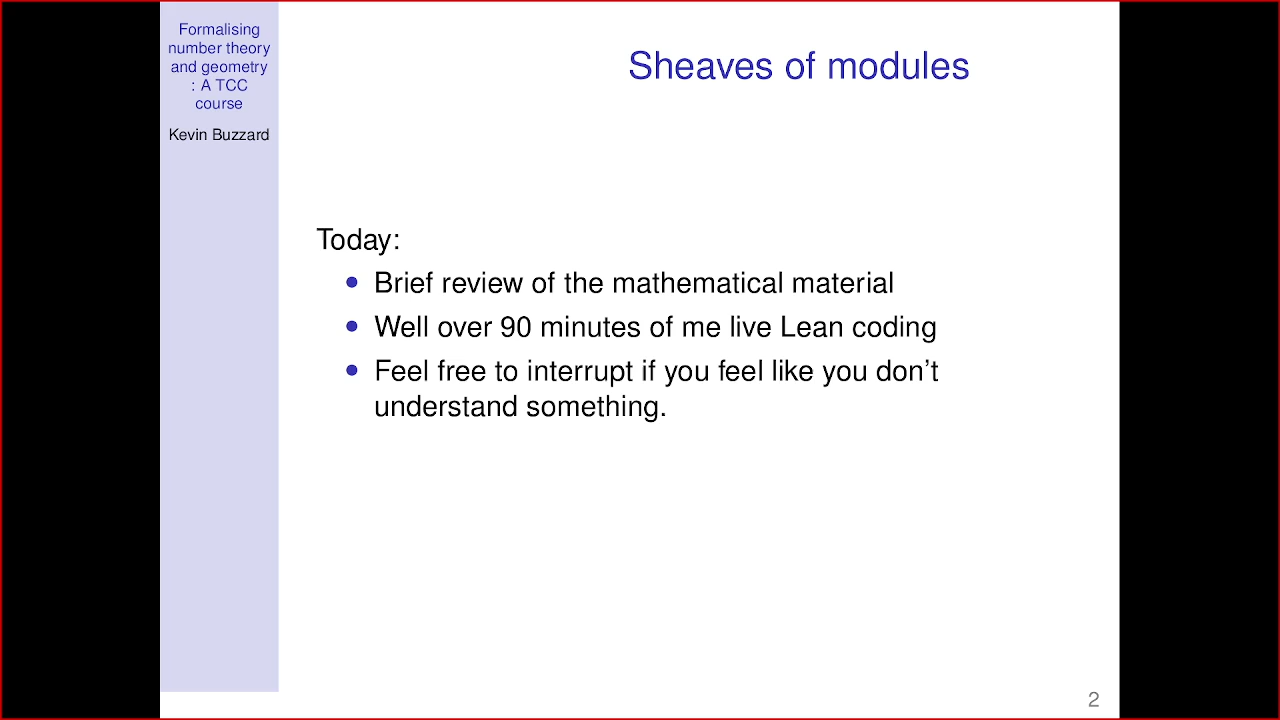 Formalising
number theory
and geometry
: A TCC
course
Kevin Buzzard
Sheaves of modules
Today:
• Brief review of the mathematical material
• Well over 90 minutes of me live Lean coding
• Feel free to interrupt if you feel like you don't
understand something.
2